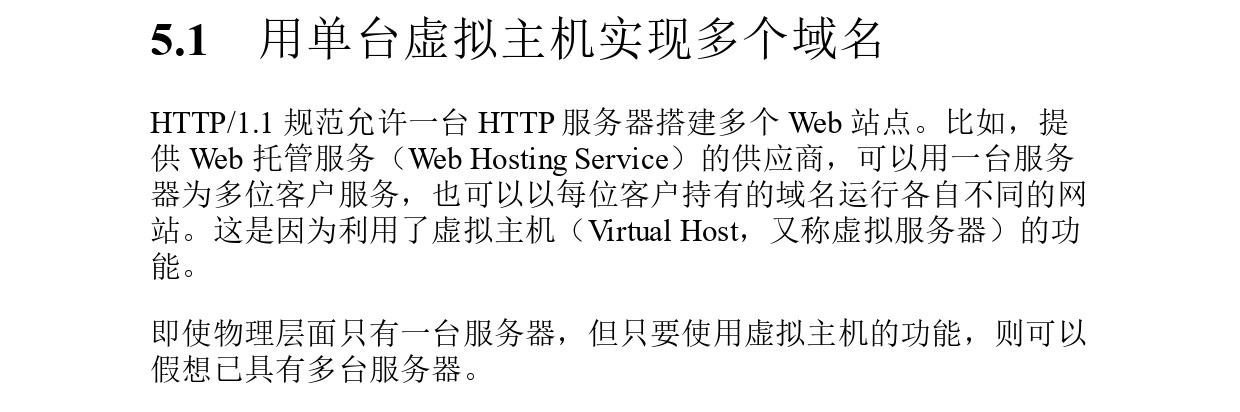 5.1 用单台虚拟主机实现多个域名
HTTP/1.1 规范允许一台 HTTP 服务器搭建多个 Web 站点。比如，提
供 Web 托管服务（Web Hosting Service）的供应商，可以用一台服务
器为多位客户服务，也可以以每位客户持有的域名运行各自不同的网
站。这是因为利用了虚拟主机（Virtual Host，又称虚拟服务器）的功
能。
即使物理层面只有一台服务器，但只要使用虚拟主机的功能，则可以
假想已具有多台服务器。